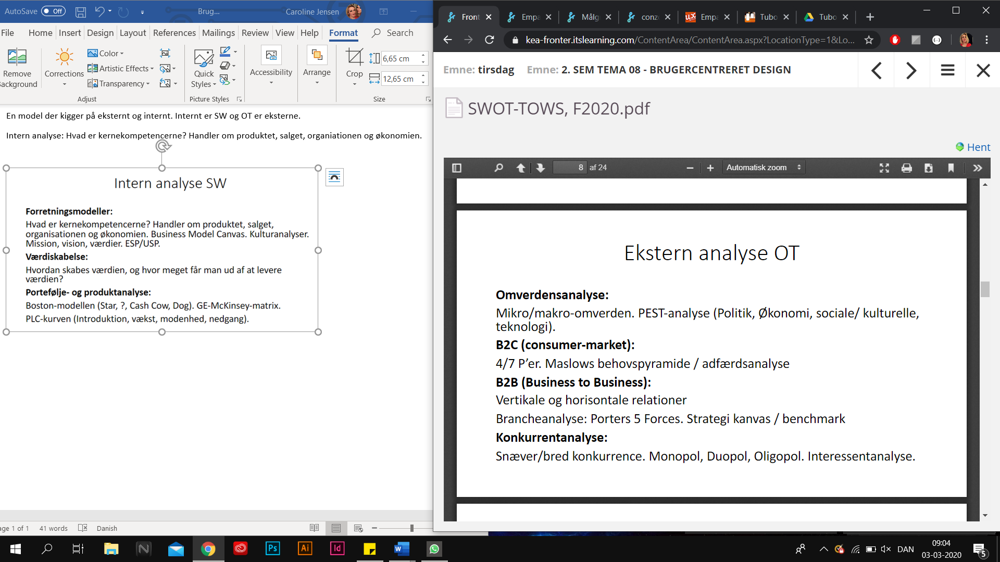 AutoSave Off Brug... Caroline Jensen
File Home Insert Design Layout References Mailings Review View Help Format Search
Remove
Background
Corrections
Color
Artistic Effects
Transparency
Adjust
Quick
Styles
Picture Styles
Accessibility
Arrange
Crop
6,65 cm
12,65 cm
Size
En model der kigger på eksternt og internt. Internt er SW og OT er eksterne.
Intern analyse: Hvad er kernekompetencerne? Handler om produktet, salget, organiationen og økonomien.
Intern analyse SW
Forretningsmodeller:
Hvad er kernekompetencerne? Handler om produktet, salget,
organisationen og økonomien. Business Model Canvas. Kulturanalyser.
Mission, vision, værdier. ESP/USP.
Værdiskabelse:
Hvordan skabes værdien, og hvor meget får man ud af at levere
værdien?
Portefølje- og produktanalyse:
Boston-modellen (Star, ?, Cash Cow, Dog). GE-McKinsey-matrix.
PLC-kurven (Introduktion, vækst, modenhed, nedgang).
age 1 of 1 41 words Danish
Front Empa Målg conz Empa Tubo Tubo
kea-fronter.itslearning.com/ContentArea/ContentArea.aspx?LocationType=1&Lo...
Emne: tirsdag Emne: 2. SEM TEMA 08 - BRUGERCENTRERET DESIGN
SWOT-TOWS, F2020.pdf
Hent
8 af 24 Automatisk zoom
Ekstern analyse OT
Omverdensanalyse:
Mikro/makro-omverden. PEST-analyse (Politik, Økonomi, sociale/ kulturelle,
teknologi).
B2C (consumer-market):
4/7 P’er. Maslows behovspyramide / adfærdsanalyse
B2B (Business to Business):
Vertikale og horisontale relationer
Brancheanalyse: Porters 5 Forces. Strategi kanvas / benchmark
Konkurrentanalyse:
Snæver/bred konkurrence. Monopol, Duopol, Oligopol. Interessentanalyse.
Ps Ai Id
DAN
09:04
03-03-2020
5